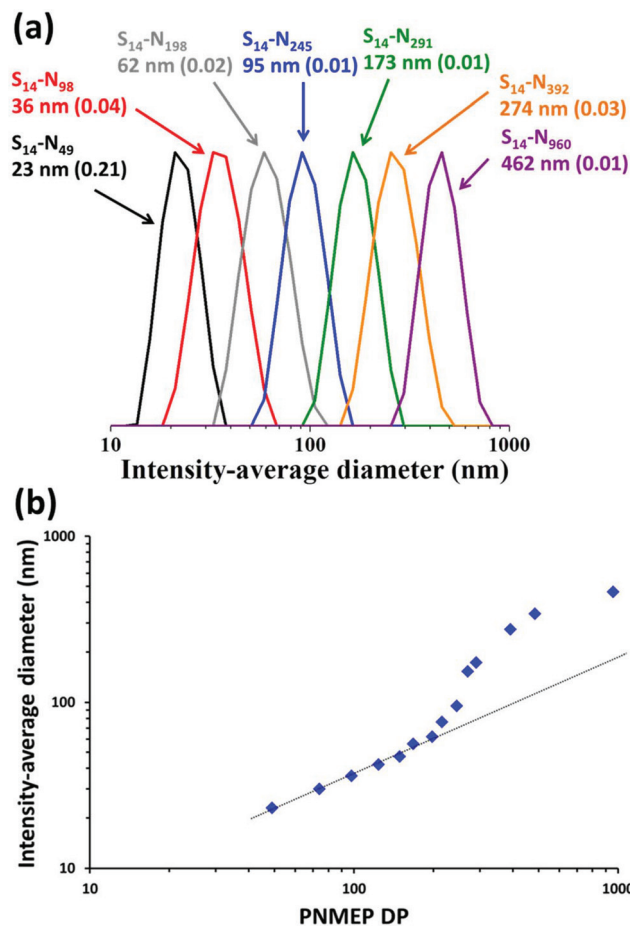 (a)
S14-N49
23 nm (0.21)
S14-N98
36 nm (0.04)
S14-N198
62 nm (0.02)
S14-N245
95 nm (0.01)
S14-N291
173 nm (0.01)
S14-N392
274 nm (0.03)
S14-N960
462 nm (0.01)
10
100
1000
Intensity-average diameter (nm)
(b)
Intensity-average diameter (nm)
1000
100
10
10
100
1000
PNMEP DP